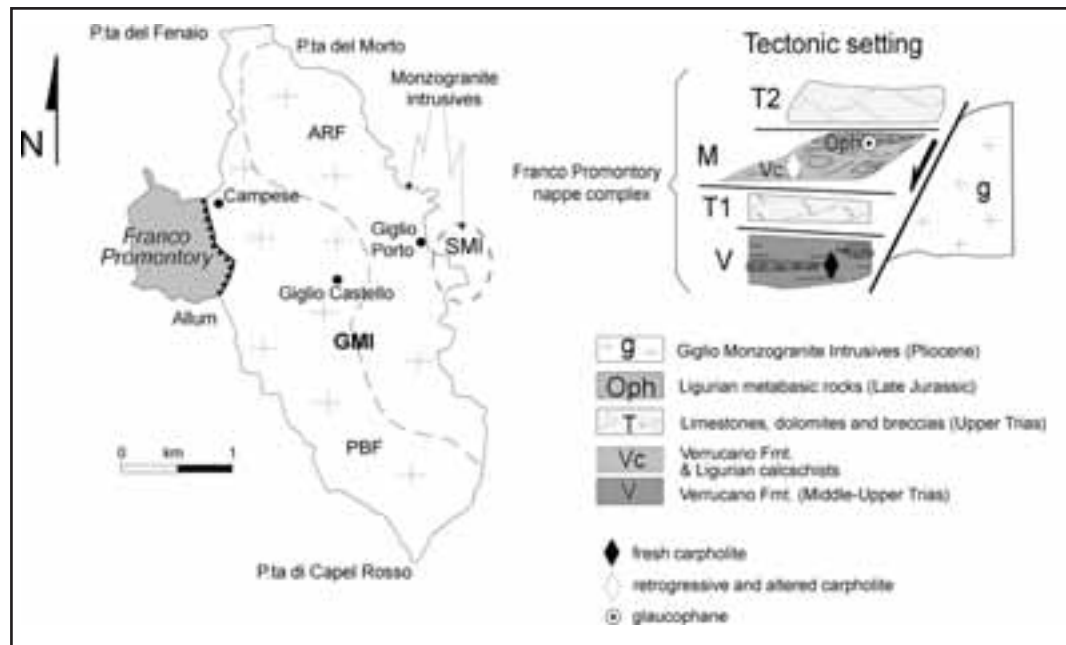 P.ta del Fenaio
P.ta del Morto
Monzogranite
intrusives
N
ARF
Campese
Franco
Promontory
Giglio
Porto
SMI
Giglio Castello
Allum
GMI
0 km 1
PBF
P.ta di Capel Rosso
Tectonic setting
T2
Oph
M
Vc
Franco Promontory
nappe complex
g
T1
V
g Giglio Monzogranite Intrusives (Pliocene)
Oph Ligurian metabasic rocks (Late Jurassic)
T Limestones, dolomites and breccias (Upper Trias)
Vc Verrucano Fmt.
& Ligurian calcschists
V Verrucano Fmt. (Middle-Upper Trias)
fresh carpholite
retrogressive and altered carpholite
glaucophane